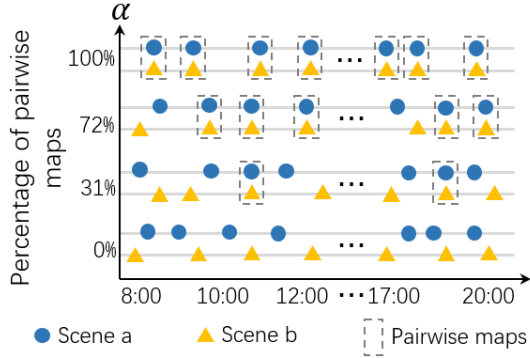 α
Percentage of pairwise
maps
100%
...
72%
...
31%
...
0%
...
8:00 10:00 12:00 ... 17:00 20:00
Scene a Scene b Pairwise maps